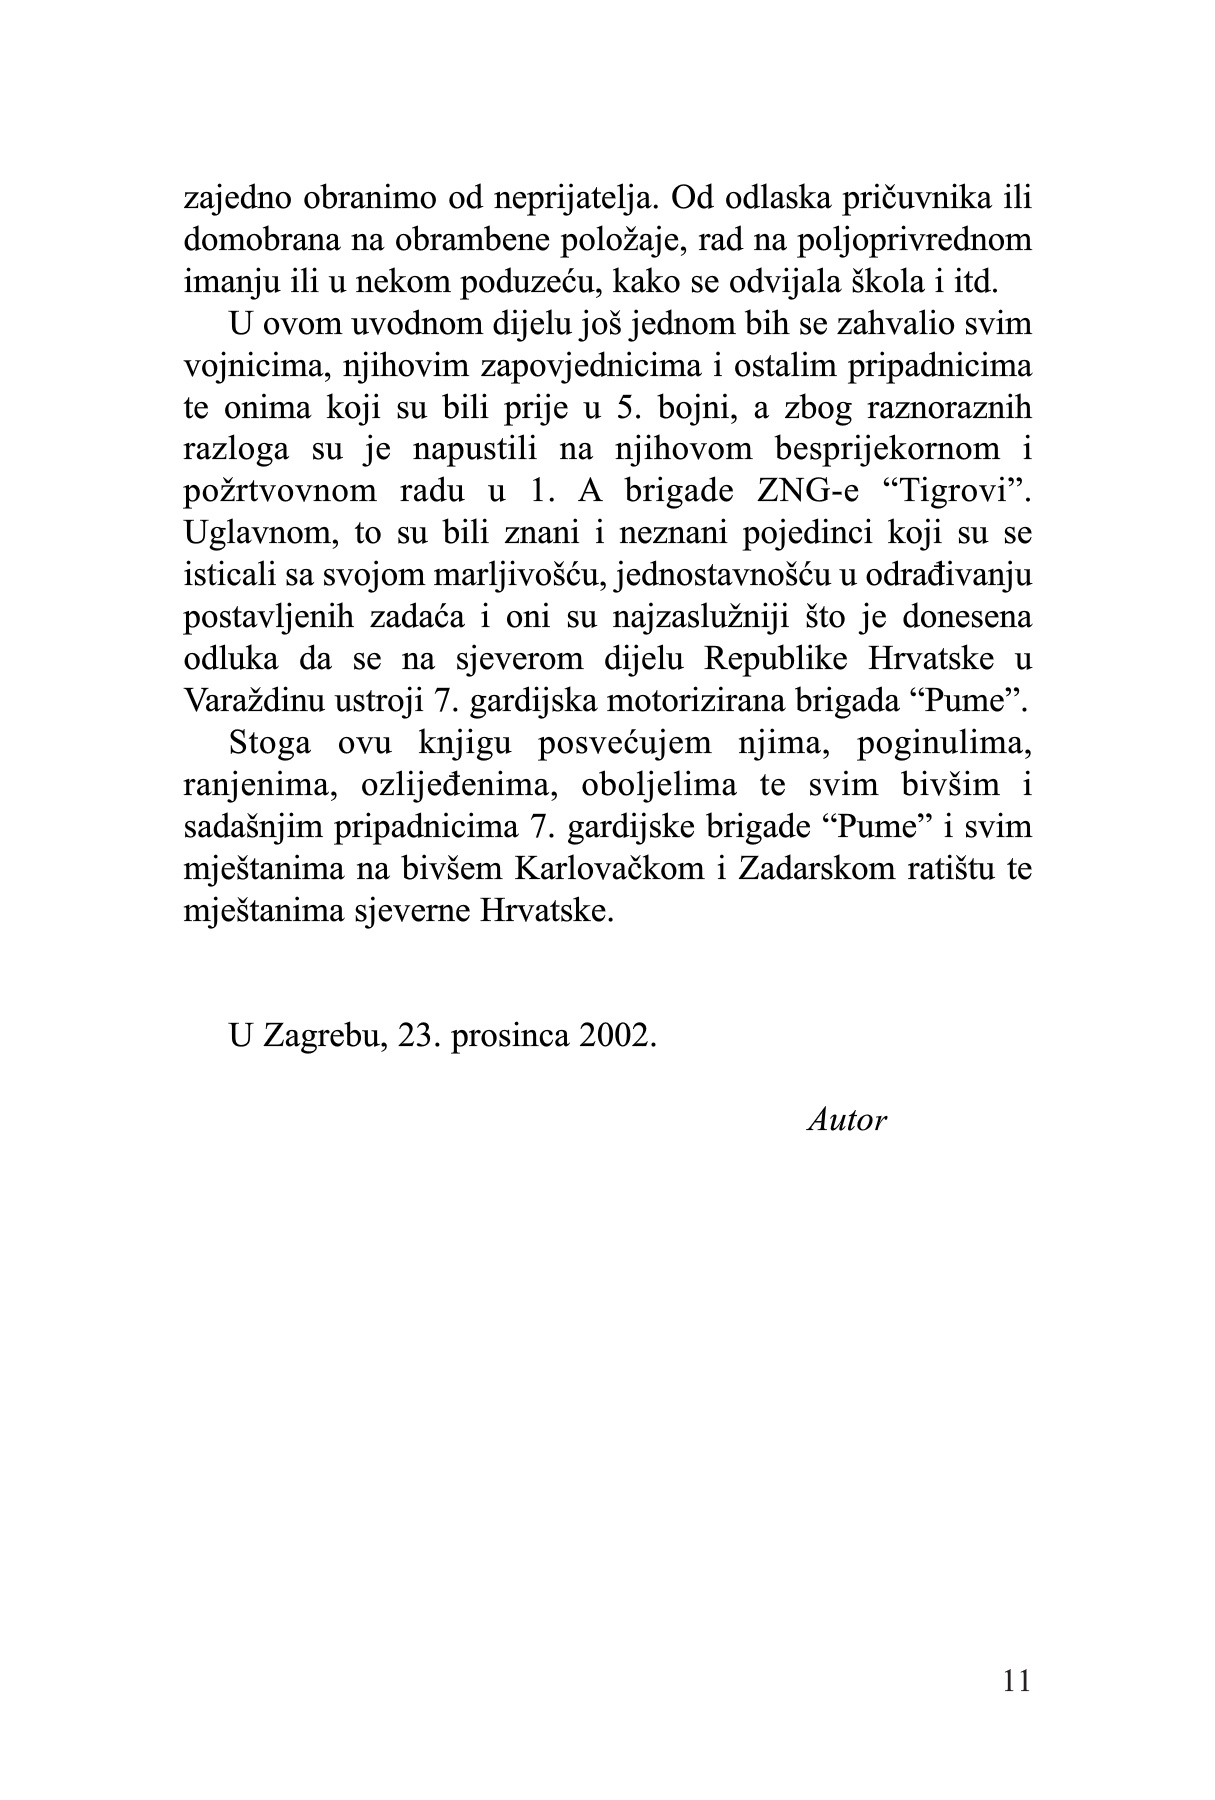 zajedno obranimo od neprijatelja. Od odlaska pričuvnika ili
domobrana na obrambene položaje, rad na poljoprivrednom
imanju ili u nekom poduzeću, kako se odvijala škola i itd.
U ovom uvodnom dijelu još jednom bih se zahvalio svim
vojnicima, njihovim zapovjednicima i ostalim pripadnicima
te onima koji su bili prije u 5. bojni, a zbog raznoraznih
razloga su je napustili na njihovom besprijekornom i
požrtvovnom radu u 1. A brigade ZNG-e “Tigrovi”.
Uglavnom, to su bili znani i neznani pojedinci koji su se
isticali sa svojom marljivošću, jednostavnošću u odrađivanju
postavljenih zadaća i oni su najzaslužniji što je donesena
odluka da se na sjeverom dijelu Republike Hrvatske u
Varaždinu ustroji 7. gardijska motorizirana brigada “Pume”.
Stoga ovu knjigu posvećujem njima, poginulima,
ranjenima, ozlijeđenima, oboljelima te svim bivšim i
sadašnjim pripadnicima 7. gardijske brigade “Pume” i svim
mještanima na bivšem Karlovačkom i Zadarskom ratištu te
mještanima sjeverne Hrvatske.
U Zagrebu, 23. prosinca 2002.
Autor
11